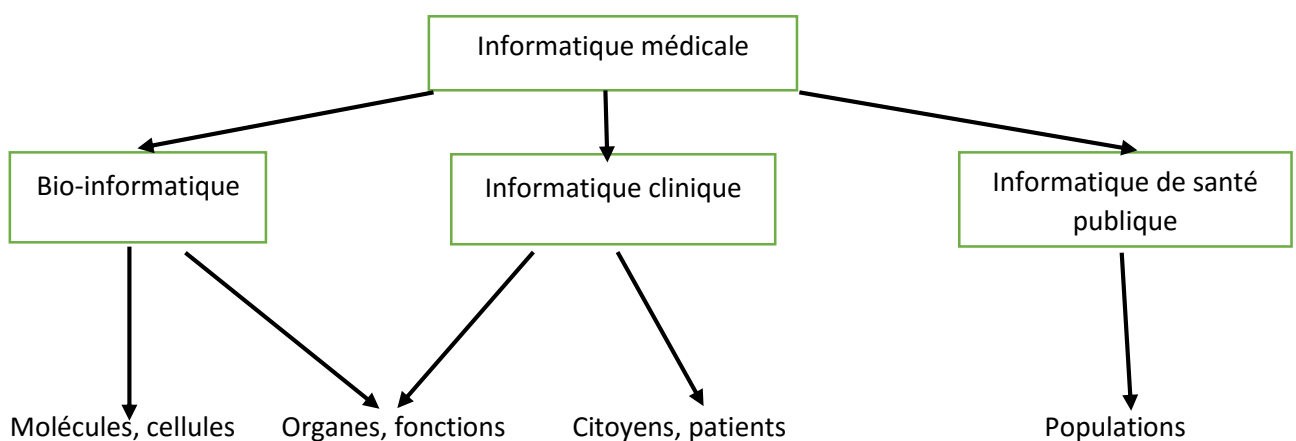 Informatique médicale
Bio-informatique
Informatique clinique
Informatique de santé
publique
Molécules, cellules
Organes, fonctions
Citoyens, patients
Populations